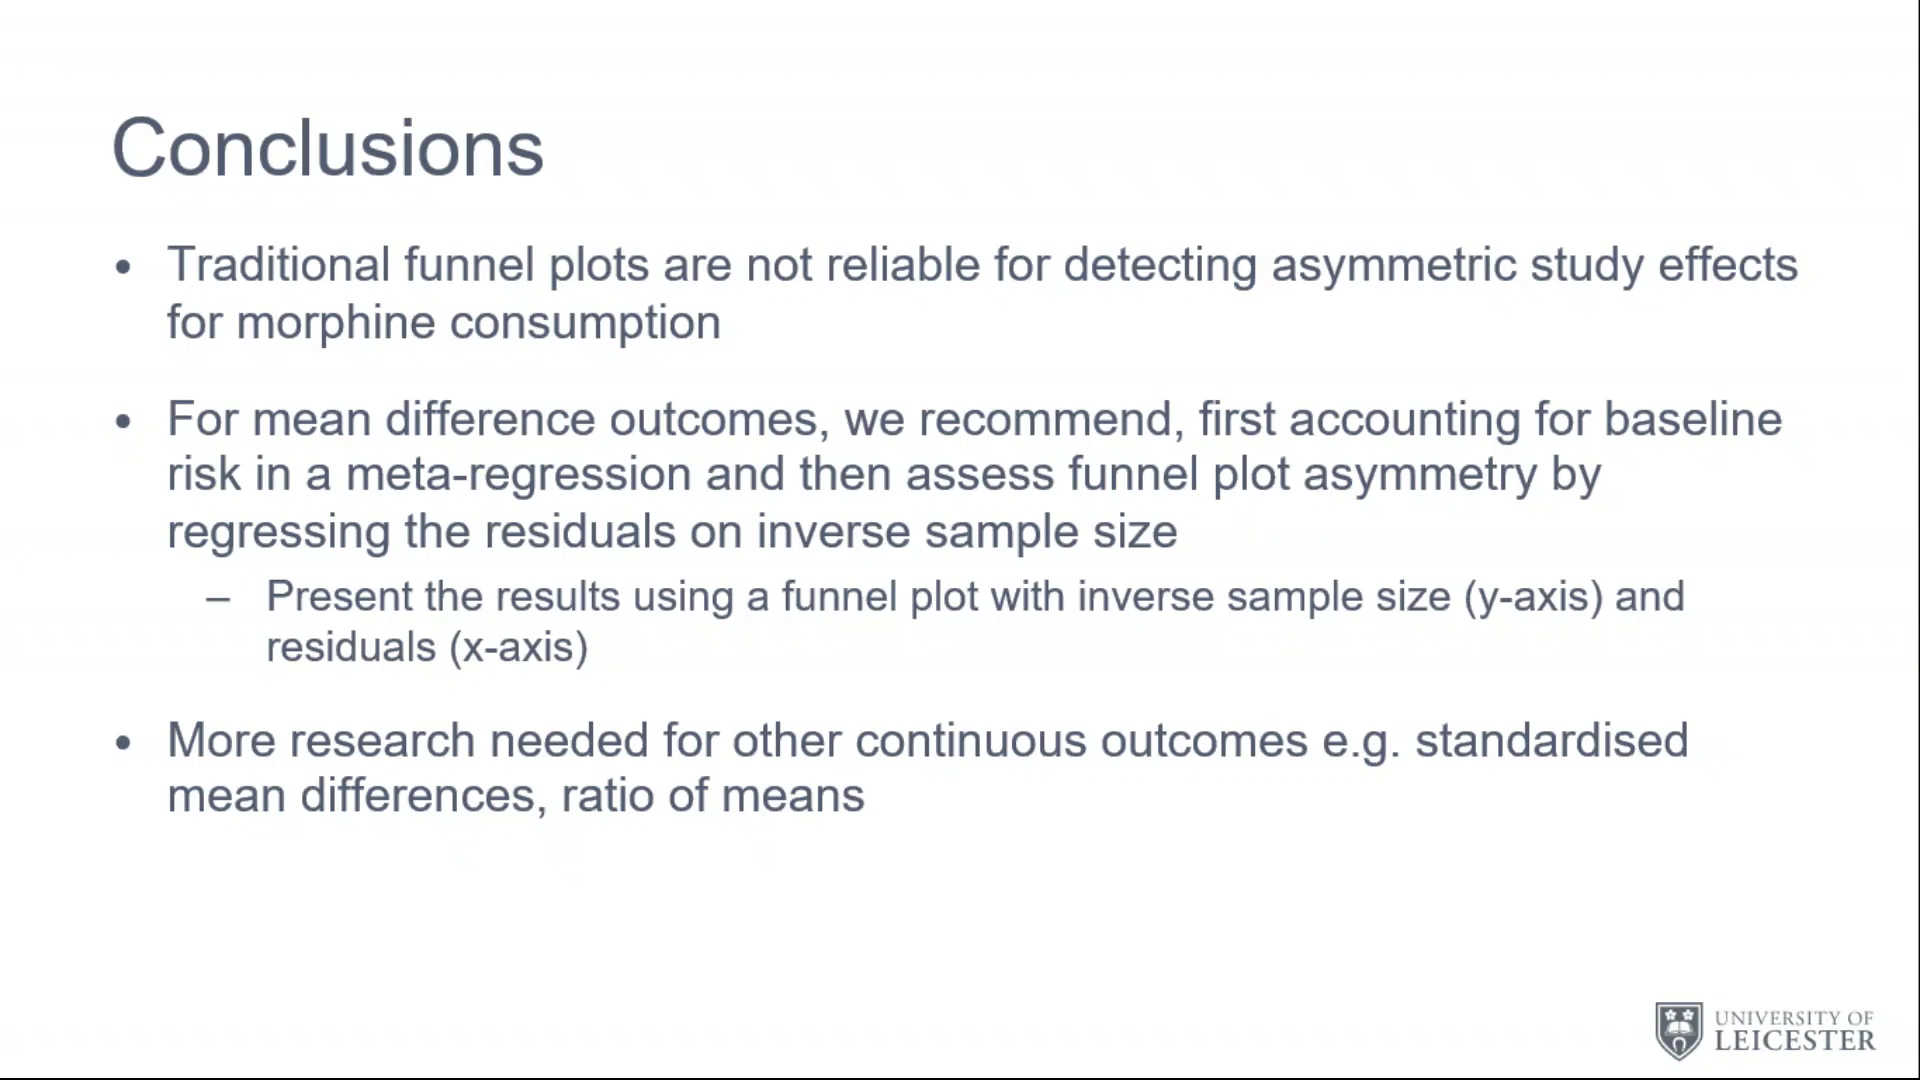 Conclusions
• Traditional funnel plots are not reliable for detecting asymmetric study effects
for morphine consumption
• For mean difference outcomes, we recommend, first accounting for baseline
risk in a meta-regression and then assess funnel plot asymmetry by
regressing the residuals on inverse sample size
– Present the results using a funnel plot with inverse sample size (y-axis) and
residuals (x-axis)
• More research needed for other continuous outcomes e.g. standardised
mean differences, ratio of means
UNIVERSITY OF
LEICESTER